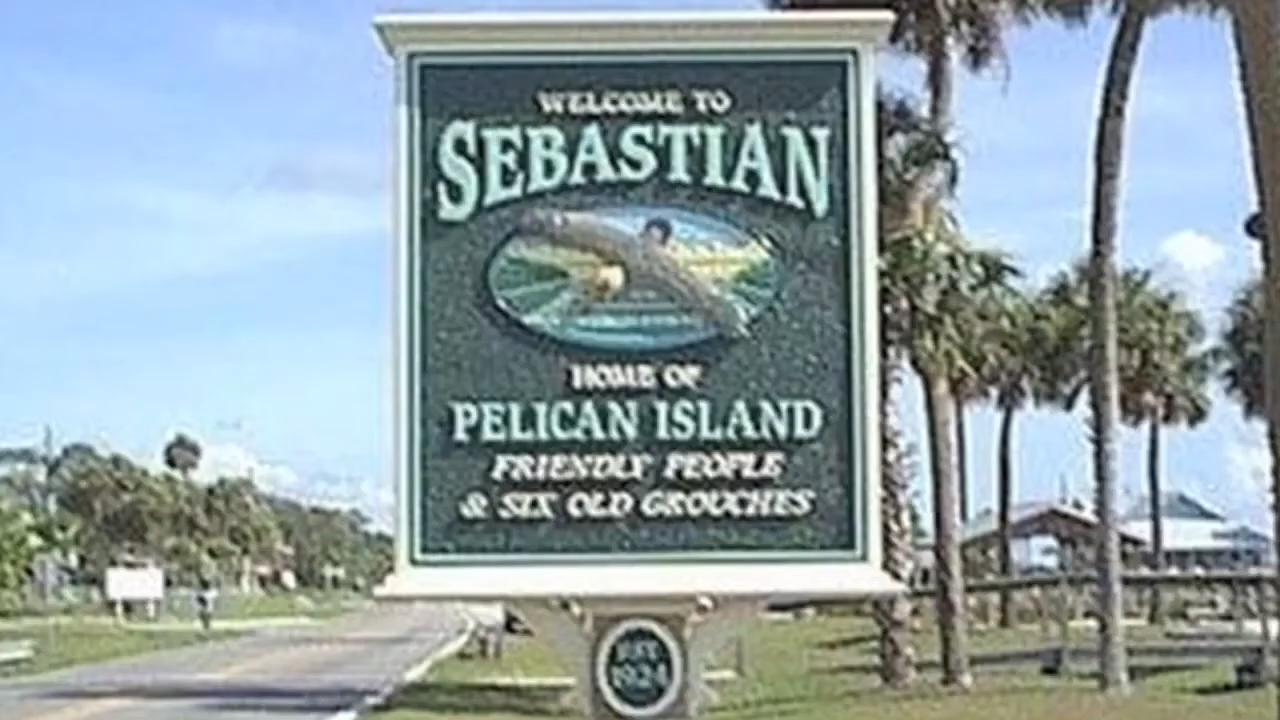 WELCOME TO
SEBASTIAN
HOME OF
PELICAN ISLAND
FRIENDLY PEOPLE
& SIX OLD GROUCHES
EST.
1924